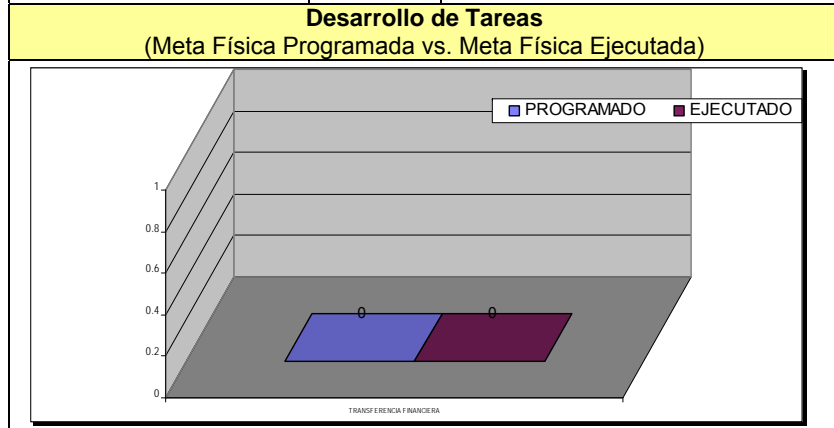 Desarrollo de Tareas
(Meta Física Programada vs. Meta Física Ejecutada)
PROGRAMADO EJECUTADO
1
0.8
0.6
0.4
0.2
0
0 0
TRANSFERENCIA FINANCIERA